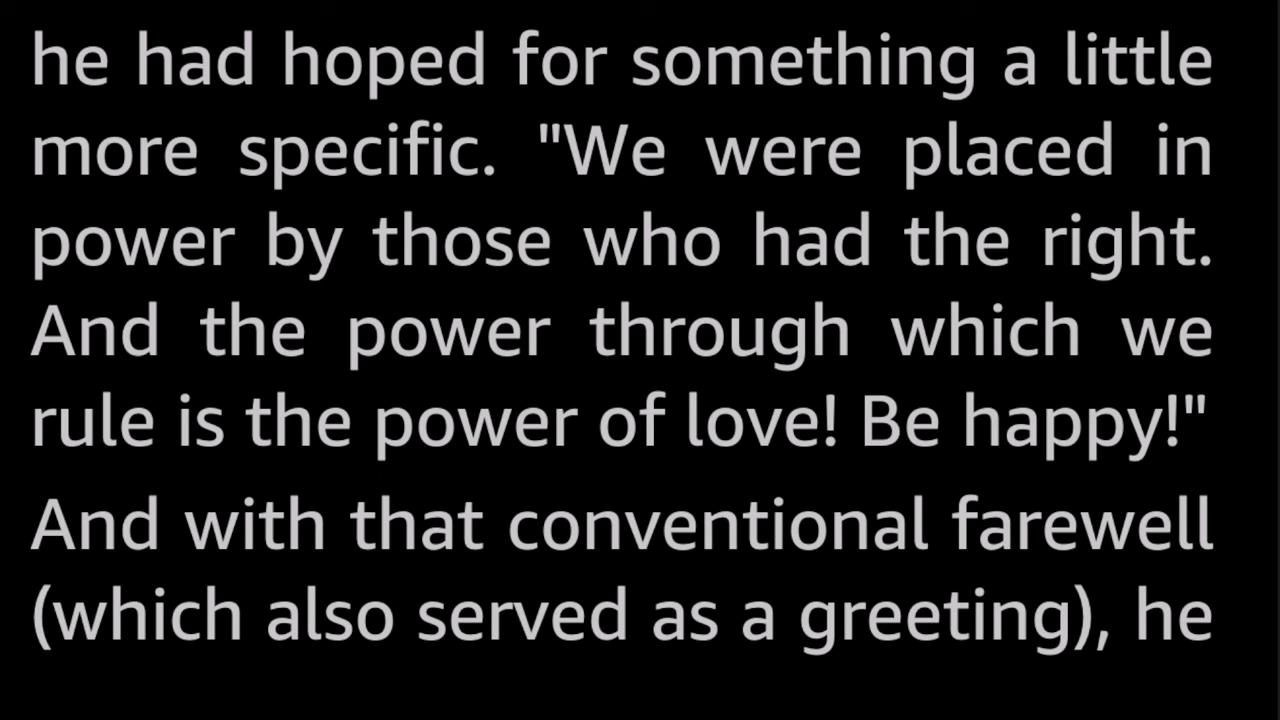 he had hoped for something a little
more specific. "We were placed in
power by those who had the right.
And the power through which we
rule is the power of love! Be happy!"
And with that conventional farewell
(which also served as a greeting), he